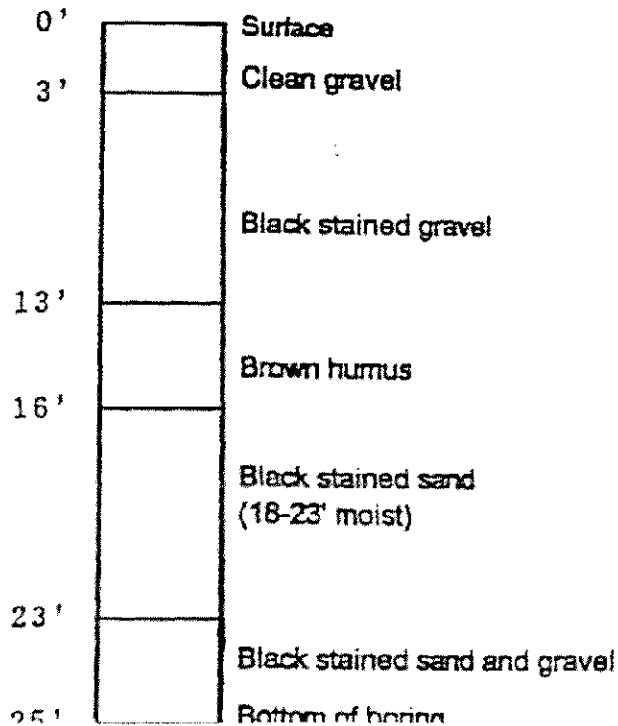 0' Surface
Clean gravel
3'
Black stained gravel
13'
Brown humus
16'
Black stained sand
(18-23' moist)
23'
Black stained sand and gravel
25' Bottom of boring